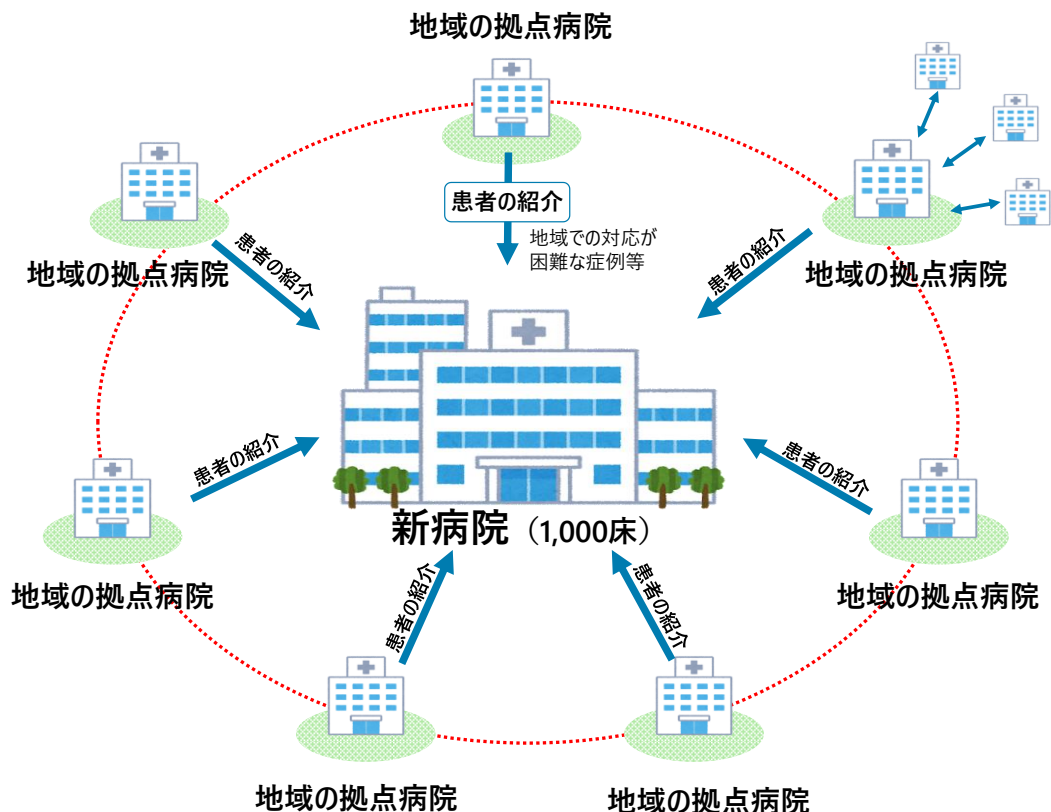 地域の拠点病院
患者の紹介
地域での対応が
困難な症例等
地域の拠点病院
患者の紹介
患者の紹介
地域の拠点病院
患者の紹介
患者の紹介
新病院（1,000床）
地域の拠点病院
地域の拠点病院
患者の紹介
患者の紹介
地域の拠点病院
地域の拠点病院